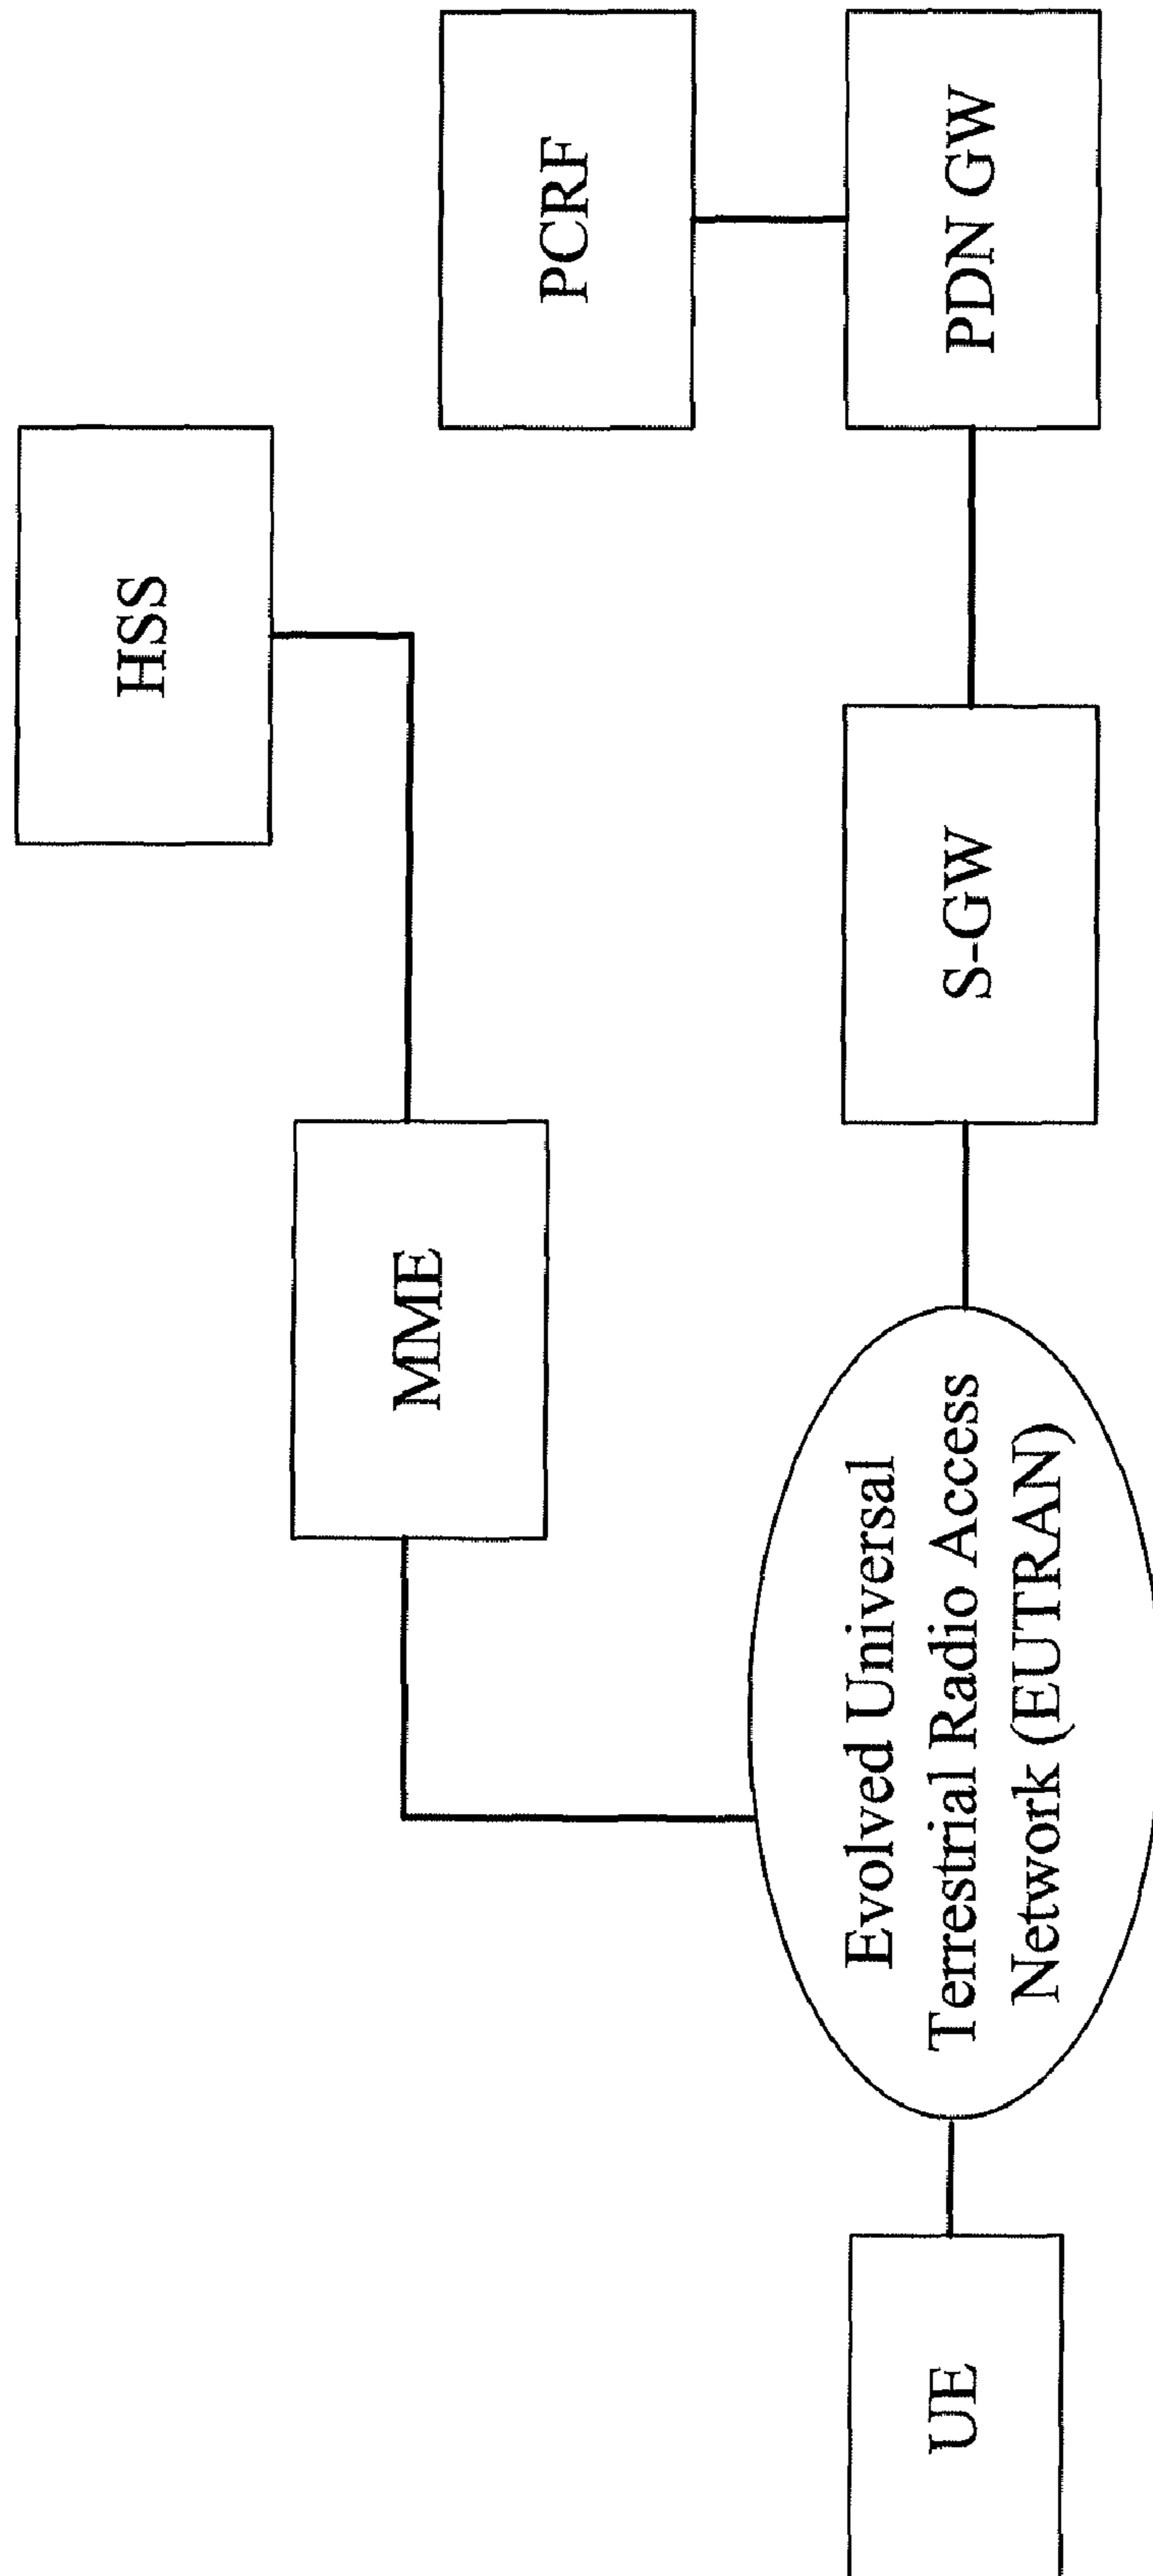 HSS
MME
PCRF
UE
Evolved Universal
Terrestrial Radio Access
Network (EUTRAN)
S-GW
PDN GW